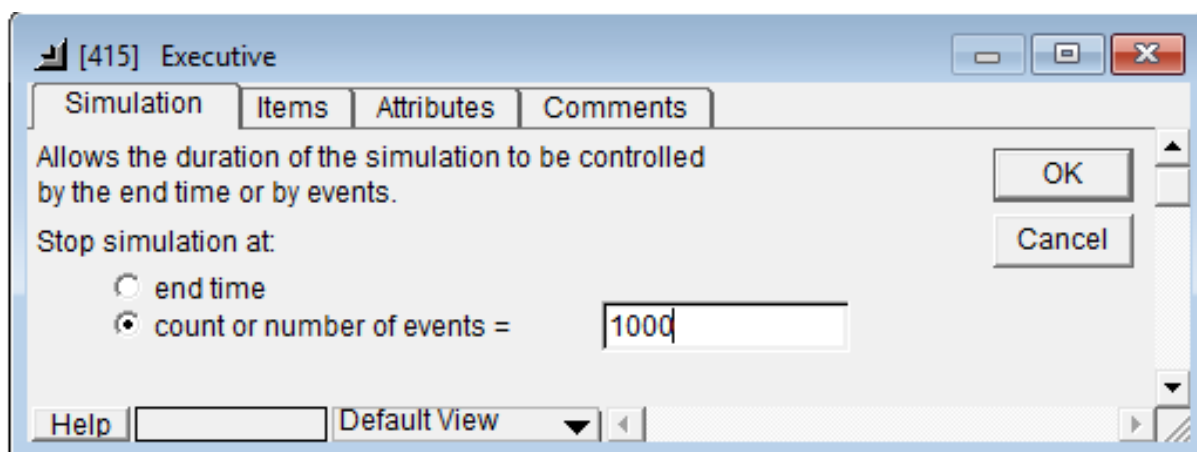 [415] Executive
Simulation Items Attributes Comments
Allows the duration of the simulation to be controlled
by the end time or by events.
OK
Cancel
Stop simulation at:
end time
count or number of events = 1000
Help Default View